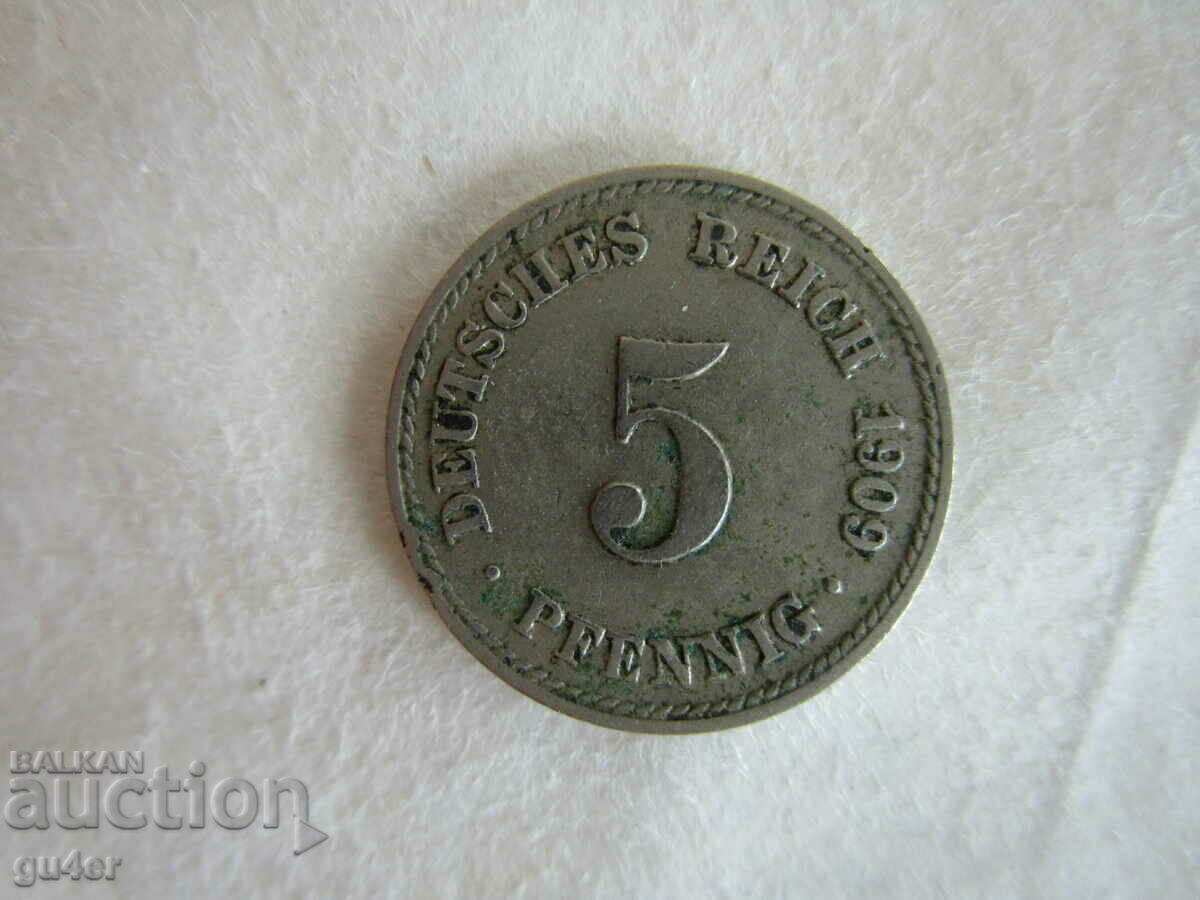 DEUTSCHES REICH 1909
5
· PFENNIG ·
BALKAN
auction
gu4er